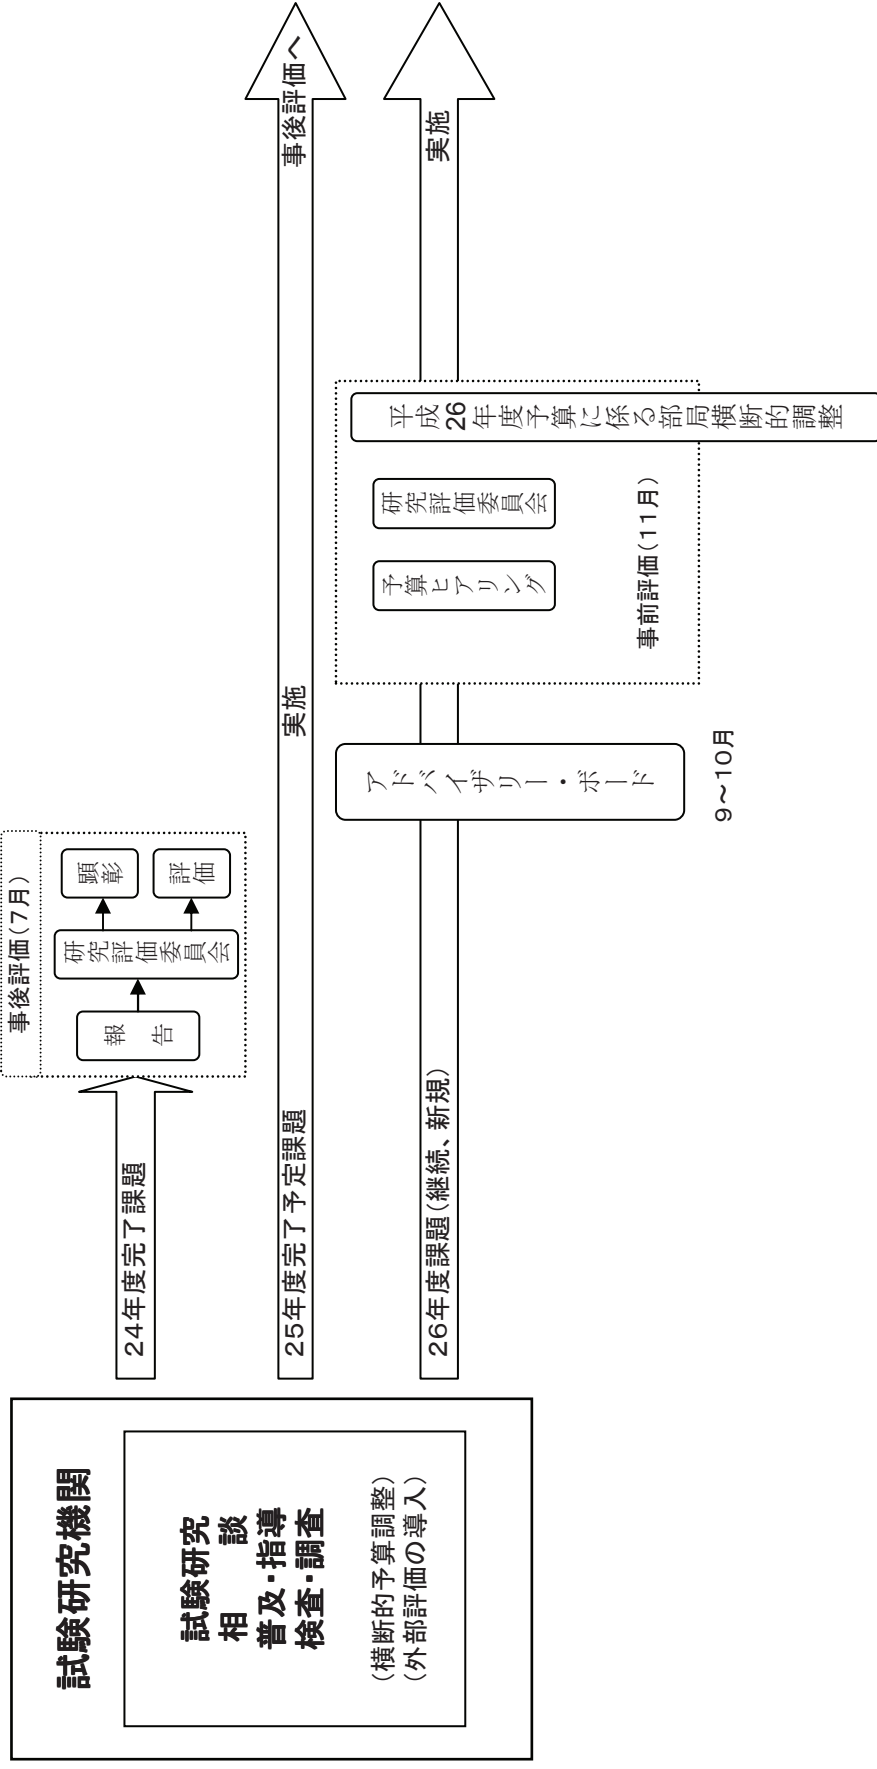 試験研究機関
試験研究
相　談
普及・指導
検査・調査
（横断的予算調整）
（外部評価の導入）
24年度完了課題
事後評価（7月）
報　告
研究評価委員会
顕彰
評価
25年度完了予定課題
実施
事後評価へ
26年度課題（継続、新規）
アドバイザリー・ボード
9～10月
予算ヒアリング
研究評価委員会
事前評価（11月）
平成26年度予算に係る部局横断的調整
実施